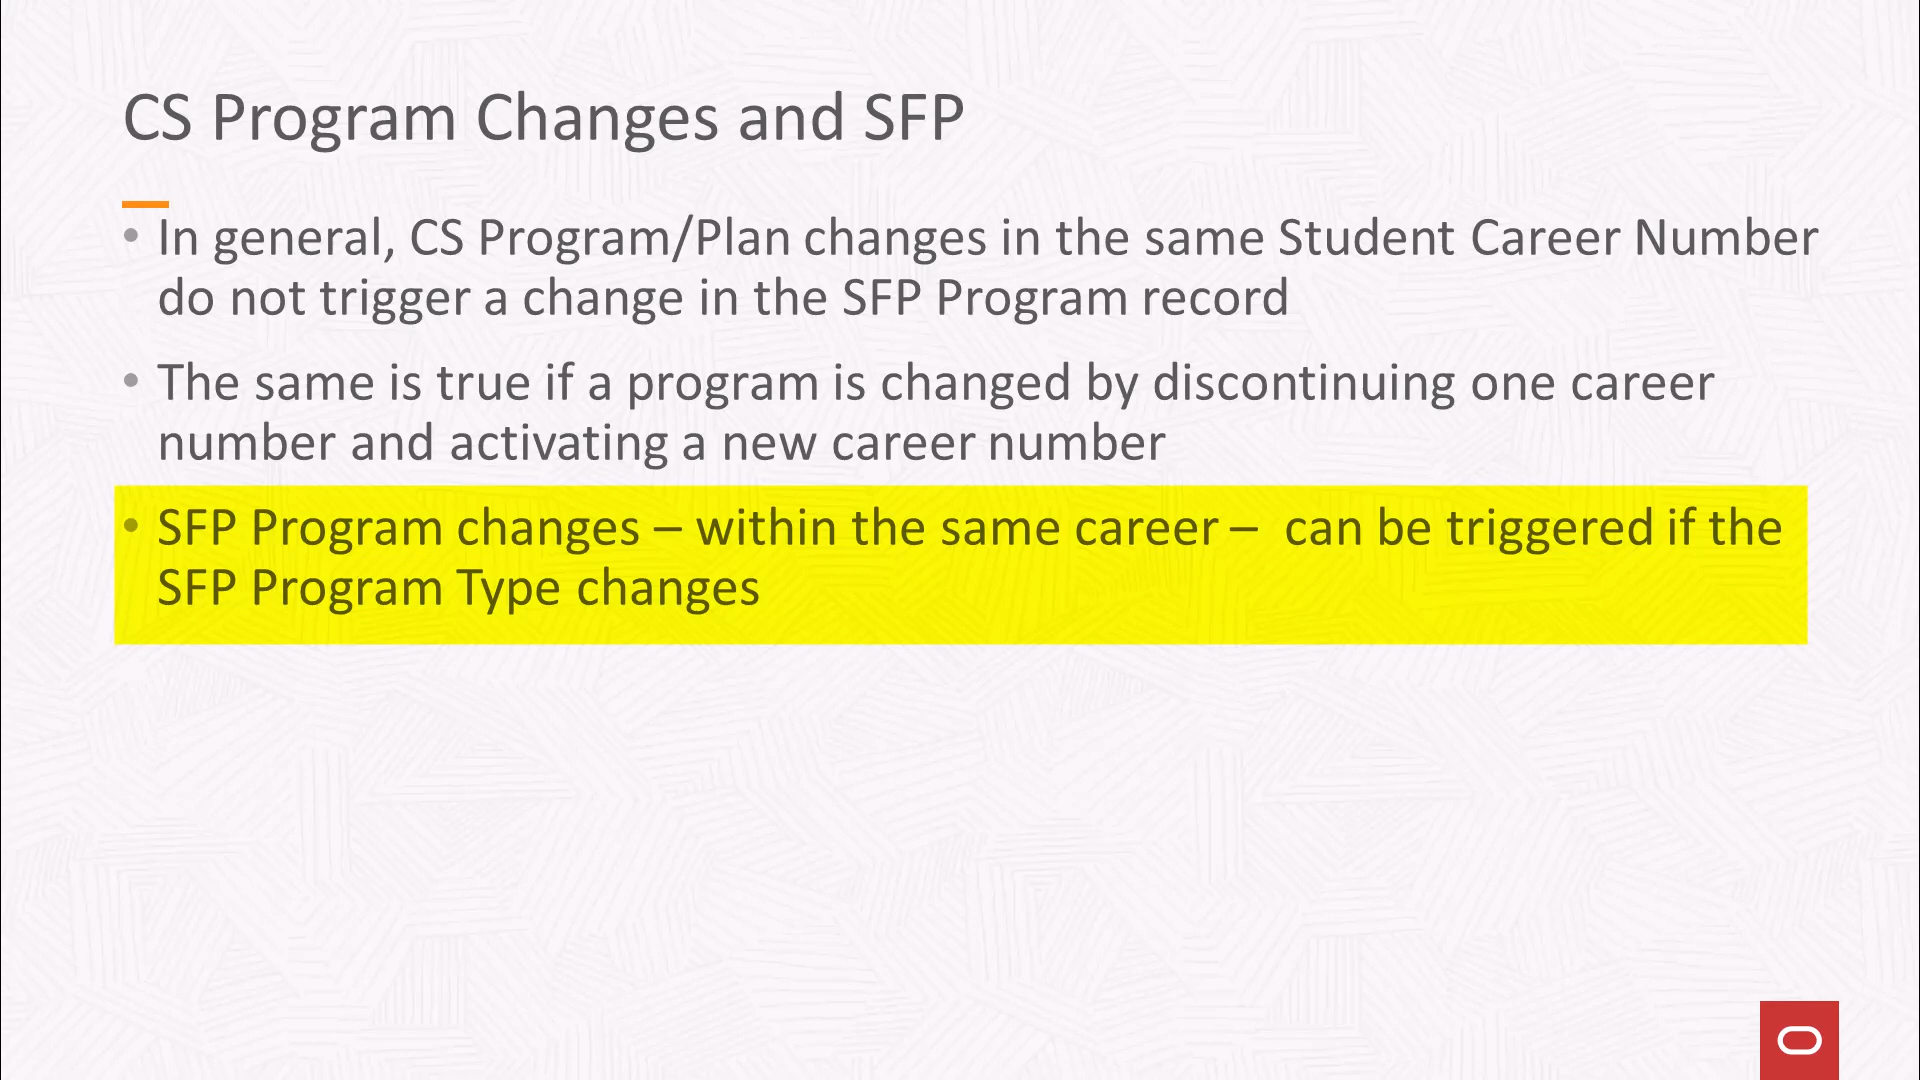 CS Program Changes and SFP
• In general, CS Program/Plan changes in the same Student Career Number
do not trigger a change in the SFP Program record
• The same is true if a program is changed by discontinuing one career
number and activating a new career number
• SFP Program changes – within the same career –  can be triggered if the
SFP Program Type changes